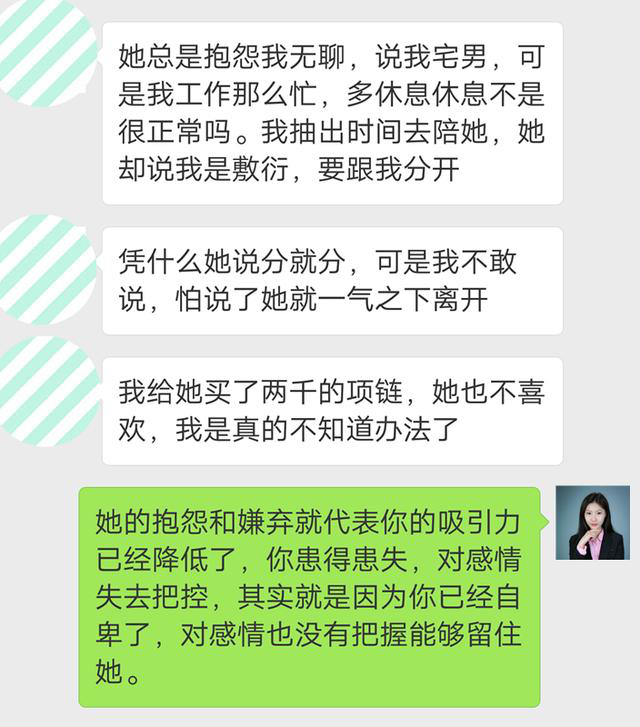 她总是抱怨我无聊，说我宅男，可
是我工作那么忙，多休息休息不是
很正常吗。我抽出时间去陪她，她
却说我是敷衍，要跟我分开
凭什么她说分就分，可是我不敢
说，怕说了她就一气之下离开
我给她买了两千的项链，她也不喜
欢，我是真的不知道办法了
她的抱怨和嫌弃就代表你的吸引力
已经降低了，你患得患失，对感情
失去把控，其实就是因为你已经自
卑了，对感情也没有把握能够留住
她。